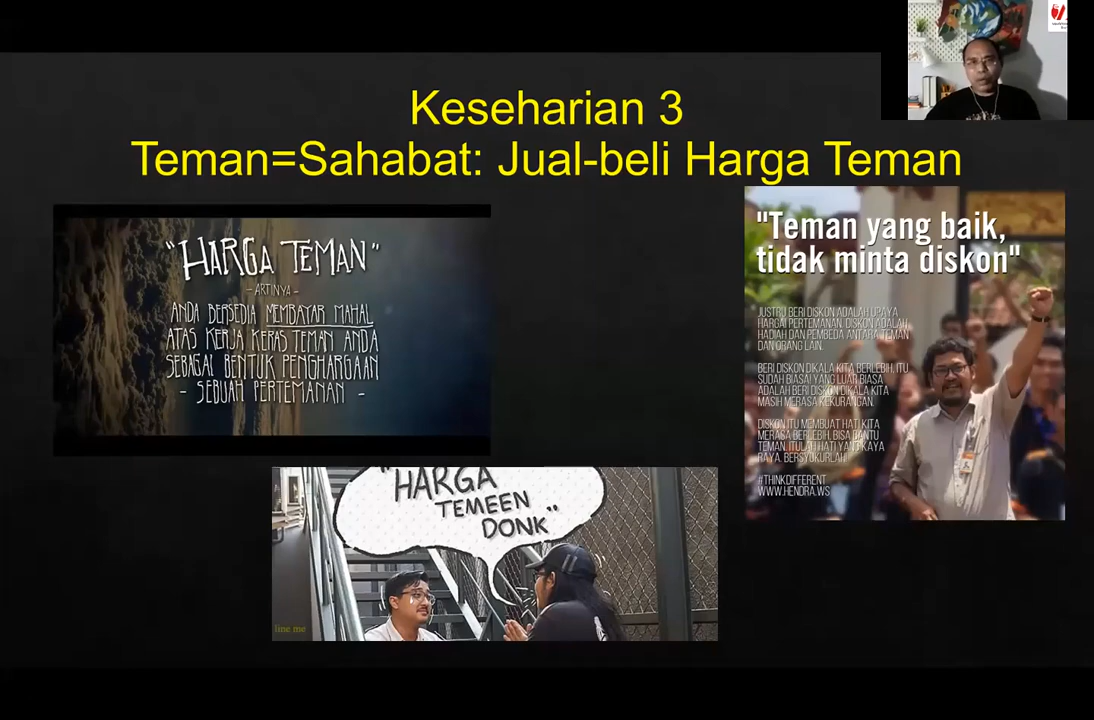 Keseharian 3
Teman=Sahabat: Jual-beli Harga Teman
"HARGA TEMAN"
- ARTINYA -
ANDA BERSEDIA MEMBAYAR MAHAL
ATAS KERJA KERAS TEMAN ANDA
SEBAGAI BENTUK PENGHARGAAN
- SEBUAH PERTEMANAN -
"Teman yang baik,
tidak minta diskon"
JUSTRU BERI DISKON ADALAH UPAYA
HARGAI PERTEMANAN. DISKON ADALAH
HADIAH DAN PEMBEDA ANTARA TEMAN
DAN ORANG LAIN.
BERI DISKON DIKALA KITA BERLEBIH, ITU
SUDAH BIASA! YANG LUAR BIASA
ADALAH BERI DISKON DIKALA KITA
MASIH MERASA KEKURANGAN.
DISKON ITU MEMBUAT HATI KITA
MERASA BERLEBIH, BISA BANTU
TEMAN. ITULAH HATI YANG KAYA
RAYA. BERSYUKURLAH!
#THINKDIFFERENT
WWW.HENDRA.WS
"HARGA
TEMEEN
DONK"
line me